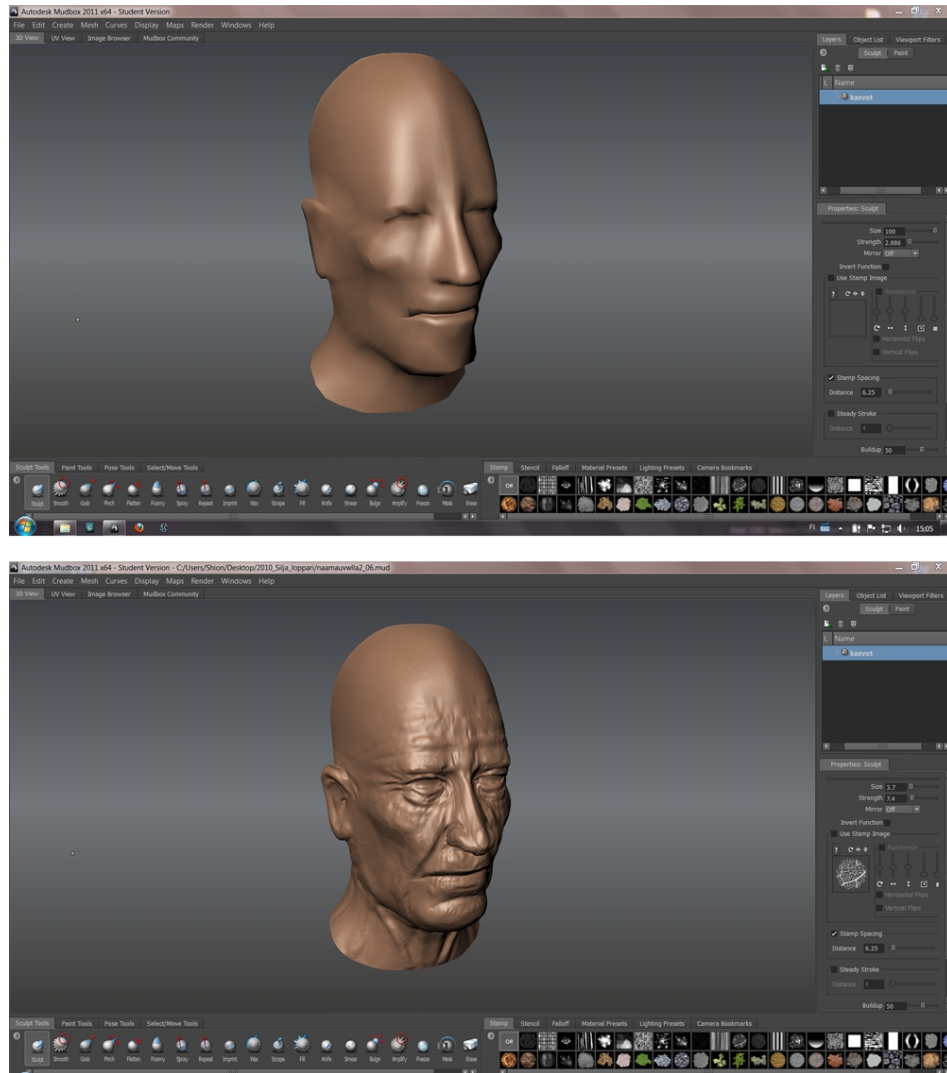 Autodesk Mudbox 2011 x64 - Student Version
File Edit Create Mesh Curves Display Maps Render Windows Help
3D View UV View Image Browser Mudbox Community
Layers Object List Viewport Filters
Sculpt Paint
L Name
kasvot
Properties: Sculpt
Size 100
Strength 2.886
Mirror Off
Invert Function
Use Stamp Image
Randomize
Horizontal Flips
Vertical Flips
Stamp Spacing
Distance 6.25
Steady Stroke
Distance 4
Buildup 50
Sculpt Tools Paint Tools Pose Tools Select/Move Tools
Stamp Stencil Falloff Material Presets Lighting Presets Camera Bookmarks
Sculpt Smooth Grab Pinch Flatten Foamy Spray Repeat Imprint Wax Scrape Fill Knife Smear Bulge Amplify Freeze Mask Erase
Off
FI 15:05
Autodesk Mudbox 2011 x64 - Student Version - C:/Users/Shion/Desktop/2010_Silja_loppari/naamauvvlla2_06.mud
File Edit Create Mesh Curves Display Maps Render Windows Help
3D View UV View Image Browser Mudbox Community
Layers Object List Viewport Filters
Sculpt Paint
L Name
kasvot
Properties: Sculpt
Size 3.7
Strength 7.4
Mirror Off
Invert Function
Use Stamp Image
Randomize
Horizontal Flips
Vertical Flips
Stamp Spacing
Distance 6.25
Steady Stroke
Distance 4
Buildup 50
Sculpt Tools Paint Tools Pose Tools Select/Move Tools
Stamp Stencil Falloff Material Presets Lighting Presets Camera Bookmarks
Sculpt Smooth Grab Pinch Flatten Foamy Spray Repeat Imprint Wax Scrape Fill Knife Smear Bulge Amplify Freeze Mask Erase
Off